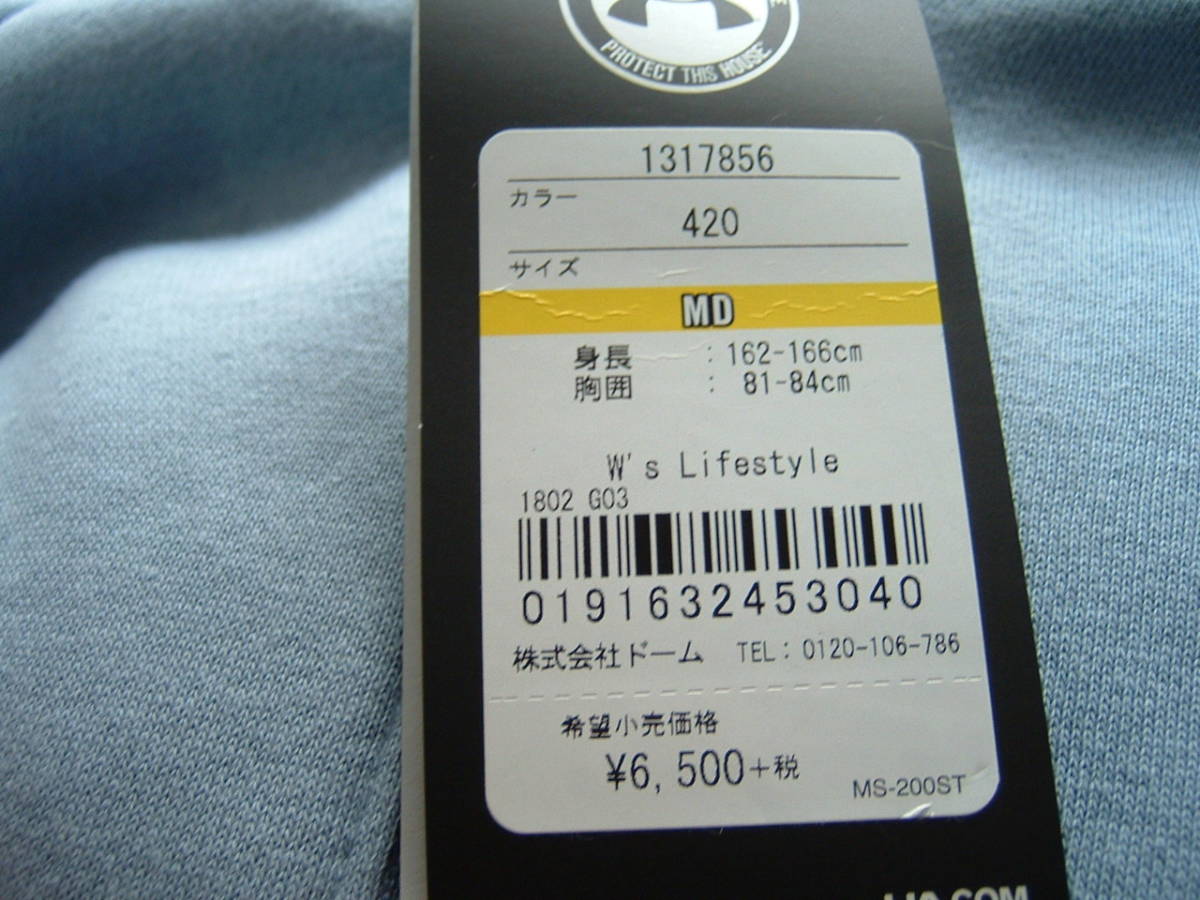 PROTECT THIS HOUSE
1317856
カラー
420
サイズ
MD
身長 : 162-166cm
胸囲 : 81-84cm
W's Lifestyle
1802 G03
0191632453040
株式会社ドーム TEL: 0120-106-786
希望小売価格
¥6,500+税
MS-200ST
.COM